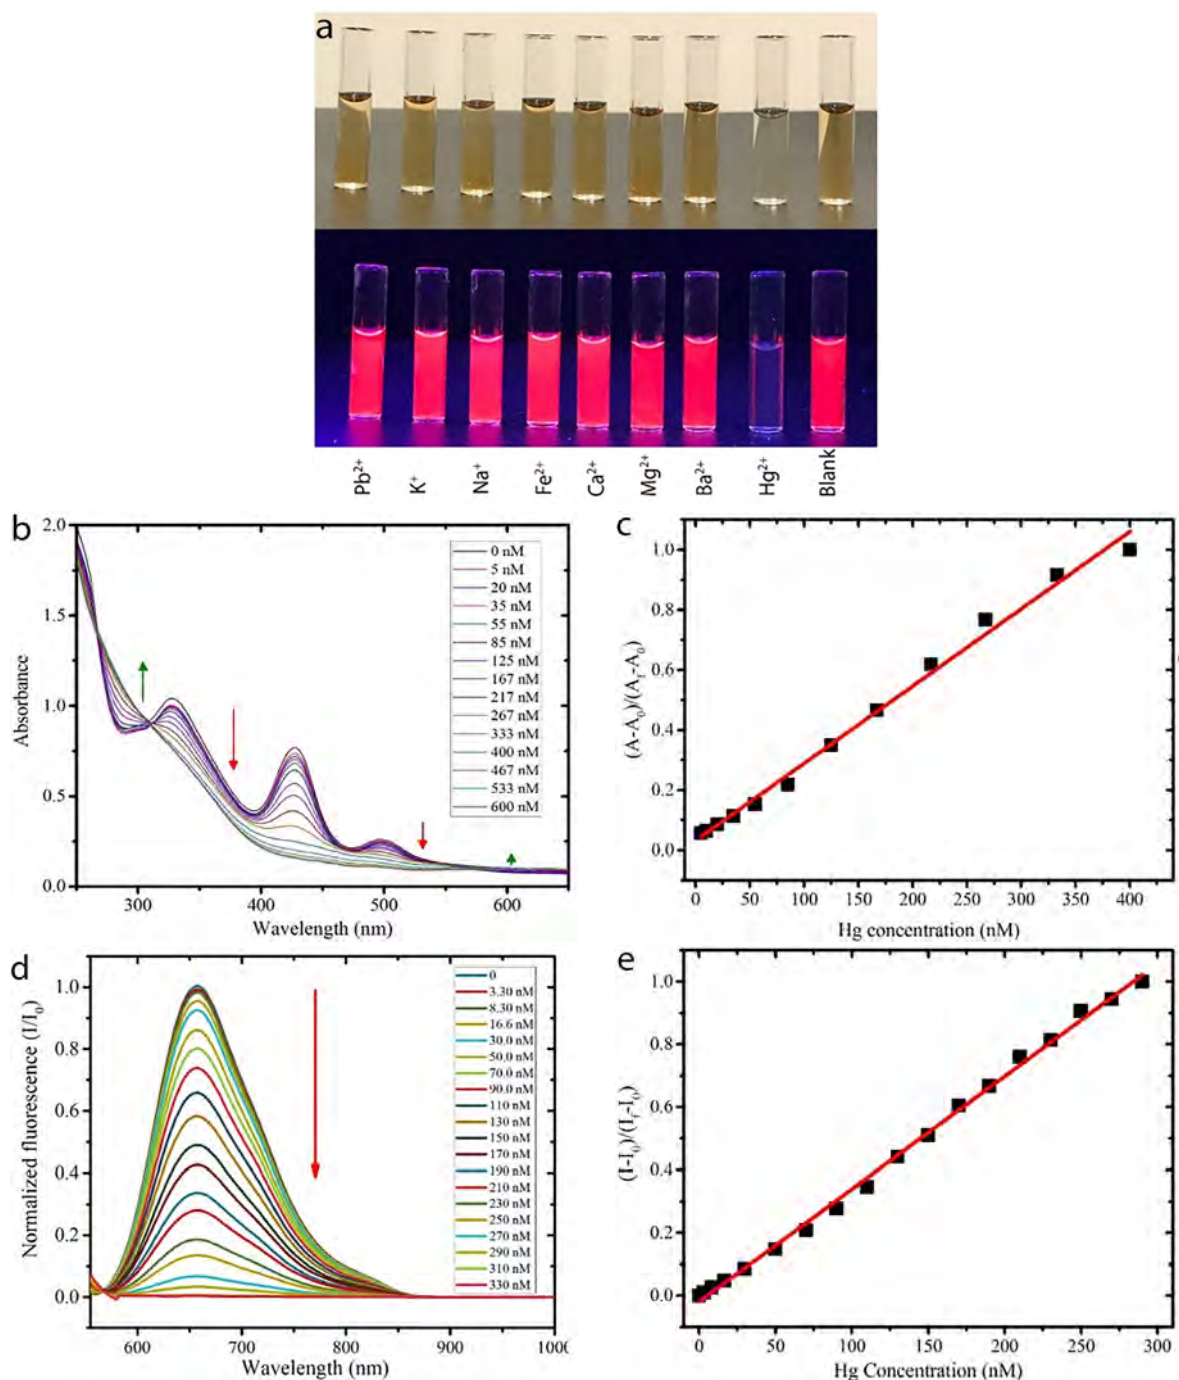 a
Pb²⁺ K⁺ Na⁺ Fe²⁺ Ca²⁺ Mg²⁺ Ba²⁺ Hg²⁺ Blank
b
2.0
1.5
1.0
0.5
0.0
Absorbance
300 400 500 600
Wavelength (nm)
0 nM
5 nM
20 nM
35 nM
55 nM
85 nM
125 nM
167 nM
217 nM
267 nM
333 nM
400 nM
467 nM
533 nM
600 nM
c
1.0
0.8
0.6
0.4
0.2
0.0
(A-A₀)/(A_f-A₀)
0 50 100 150 200 250 300 350 400
Hg concentration (nM)
d
1.0
0.8
0.6
0.4
0.2
0.0
Normalized fluorescence (I/I₀)
600 700 800 900 1000
Wavelength (nm)
0
3.30 nM
8.30 nM
16.6 nM
30.0 nM
50.0 nM
70.0 nM
90.0 nM
110 nM
130 nM
150 nM
170 nM
190 nM
210 nM
230 nM
250 nM
270 nM
290 nM
310 nM
330 nM
e
1.0
0.8
0.6
0.4
0.2
0.0
(I-I₀)/(I_f-I₀)
0 50 100 150 200 250 300
Hg Concentration (nM)